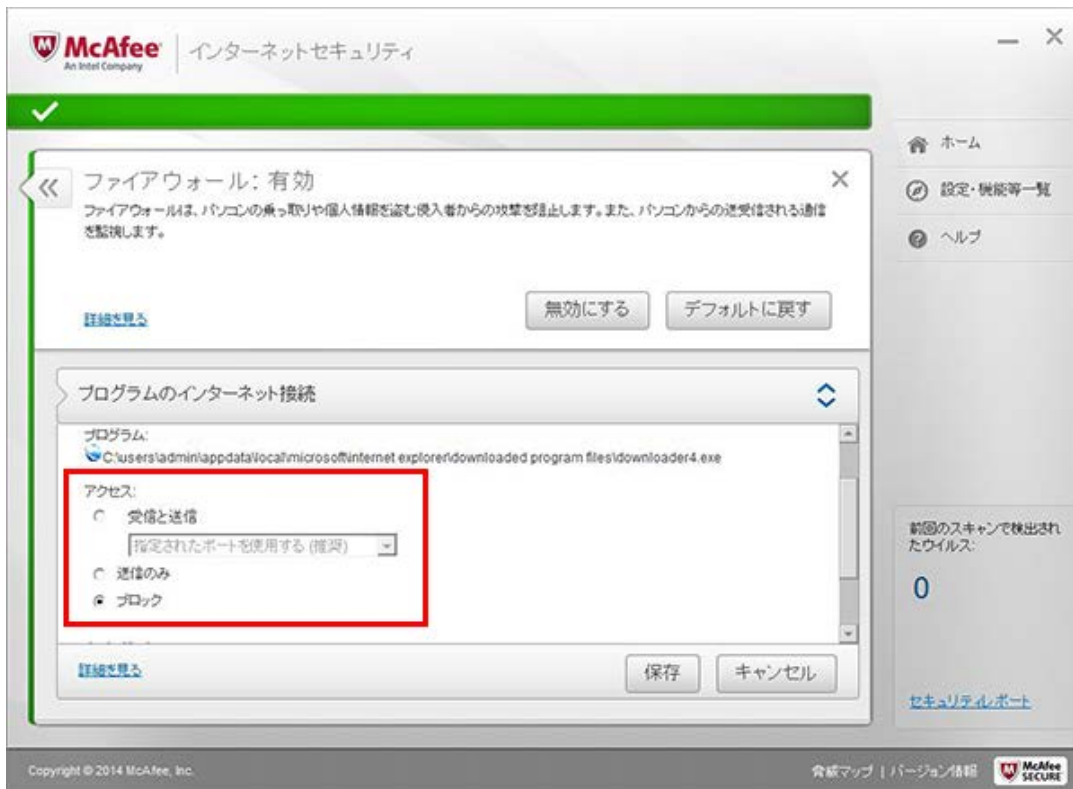 McAfee
An Intel Company
インターネットセキュリティ
ホーム
設定・機能等一覧
ヘルプ
ファイアウォール: 有効
ファイアウォールは、パソコンの乗っ取りや個人情報を盗む侵入者からの攻撃を阻止します。また、パソコンからの送受信される通信
を監視します。
詳細を見る
無効にする
デフォルトに戻す
プログラムのインターネット接続
プログラム:
C:\users\admin\appdata\local\microsoft\internet explorer\downloaded program files\downloader4.exe
アクセス:
受信と送信
指定されたポートを使用する (推奨)
送信のみ
ブロック
詳細を見る
保存
キャンセル
前回のスキャンで検出され
たウイルス:
0
セキュリティレポート
Copyright © 2014 McAfee, Inc.
脅威マップ | バージョン情報
McAfee
SECURE